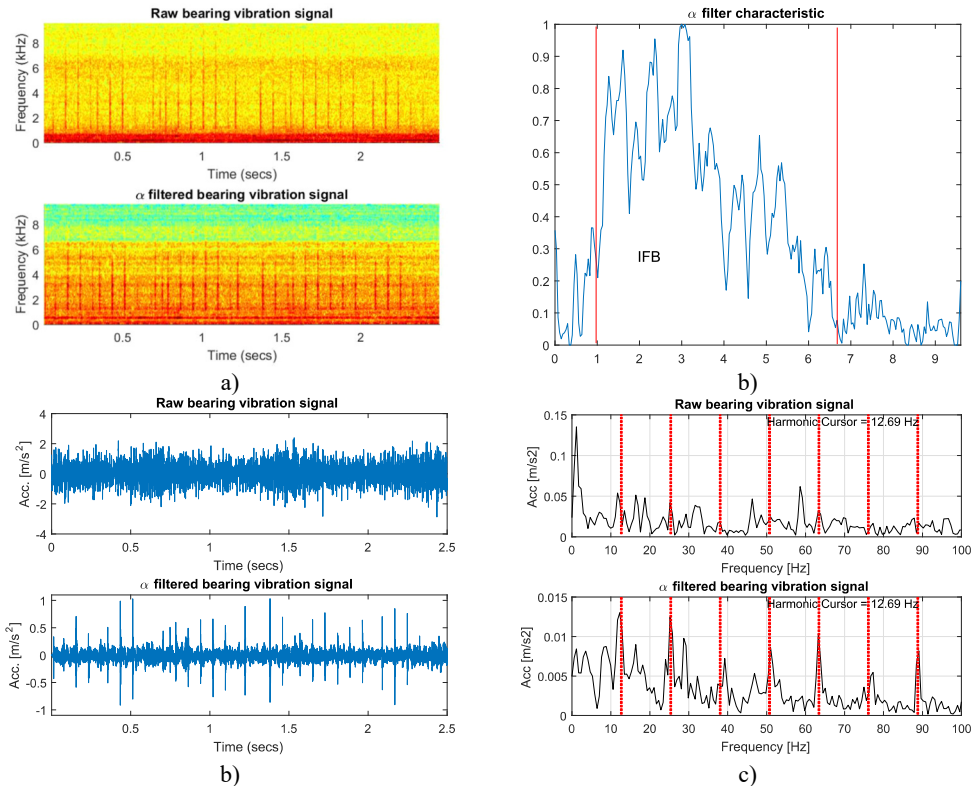 Raw bearing vibration signal
Frequency (kHz)
8
6
4
2
0
0.5 1 1.5 2
Time (secs)
α filtered bearing vibration signal
Frequency (kHz)
8
6
4
2
0
0.5 1 1.5 2
Time (secs)
a)
α filter characteristic
1
0.9
0.8
0.7
0.6
0.5
0.4
0.3
0.2
0.1
0
IFB
0 1 2 3 4 5 6 7 8 9
b)
Raw bearing vibration signal
Acc. [m/s²]
4
2
0
-2
-4
0 0.5 1 1.5 2 2.5
Time (secs)
α filtered bearing vibration signal
Acc. [m/s²]
1
0.5
0
-0.5
-1
0 0.5 1 1.5 2 2.5
Time (secs)
b)
Raw bearing vibration signal
Harmonic Cursor = 12.69 Hz
Acc [m/s2]
0.15
0.1
0.05
0
0 10 20 30 40 50 60 70 80 90 100
Frequency [Hz]
α filtered bearing vibration signal
Harmonic Cursor = 12.69 Hz
Acc [m/s2]
0.015
0.01
0.005
0
0 10 20 30 40 50 60 70 80 90 100
Frequency [Hz]
c)